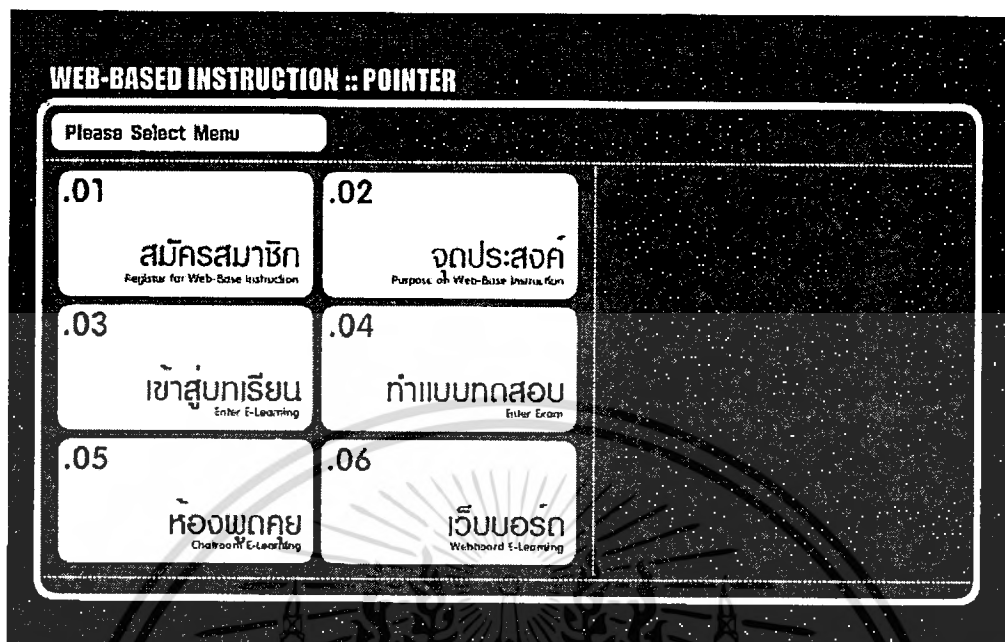 WEB-BASED INSTRUCTION :: POINTER
Please Select Menu
.01
สมัครสมาชิก
Register for Web-Base Instruction
.02
จุดประสงค์
Purpose of Web-Base Instruction
.03
เข้าสู่บทเรียน
Enter E-Learning
.04
ทำแบบทดสอบ
Enter Exam
.05
ห้องพูดคุย
Chatroom E-Learning
.06
เว็บบอร์ด
Webboard E-Learning